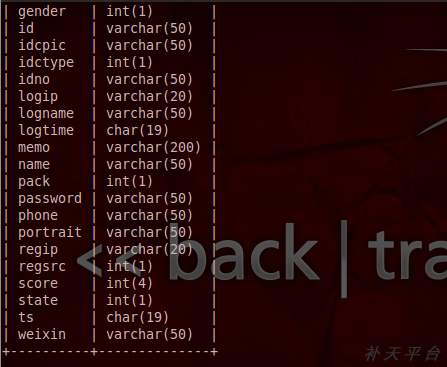 | gender | int(1) |
| id | varchar(50) |
| idcpic | varchar(50) |
| idctype | int(1) |
| idno | varchar(50) |
| logip | varchar(20) |
| logname | varchar(50) |
| logtime | char(19) |
| memo | varchar(200) |
| name | varchar(50) |
| pack | int(1) |
| password | varchar(50) |
| phone | varchar(50) |
| portrait | varchar(50) |
| regip | varchar(20) |
| regsrc | int(1) |
| score | int(4) |
| state | int(1) |
| ts | char(19) |
| weixin | varchar(50) |
+----------+--------------+
<< back | tra
补天平台